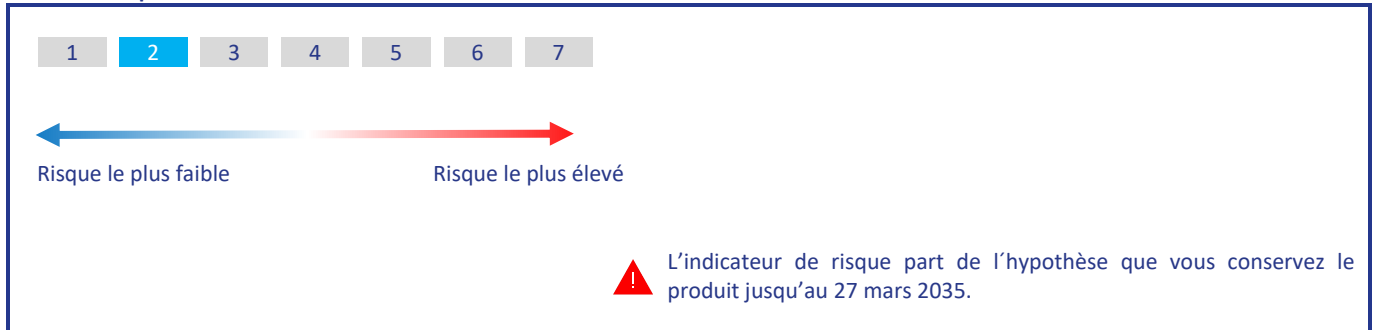 1 2 3 4 5 6 7
Risque le plus faible Risque le plus élevé
L’indicateur de risque part de l´hypothèse que vous conservez le
produit jusqu’au 27 mars 2035.